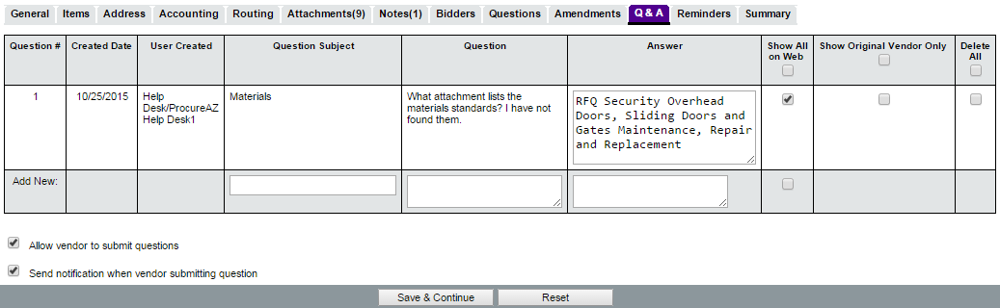 General Items Address Accounting Routing Attachments(9) Notes(1) Bidders Questions Amendments Q & A Reminders Summary
Question # Created Date User Created Question Subject Question Answer Show All on Web Show Original Vendor Only Delete All
1 10/25/2015 Help Desk/ProcureAZ Help Desk1 Materials
What attachment lists the
materials standards? I have not
found them.
RFQ Security Overhead
Doors, Sliding Doors and
Gates Maintenance, Repair
and Replacement
Add New:
Allow vendor to submit questions
Send notification when vendor submitting question
Save & Continue Reset